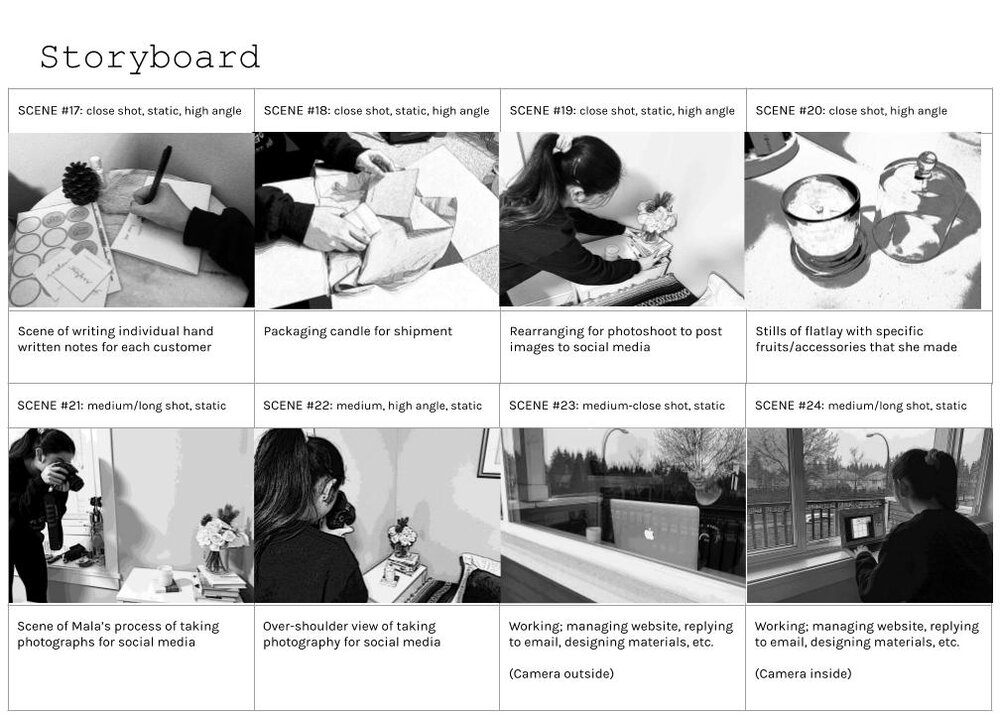 Storyboard
SCENE #17: close shot, static, high angle
SCENE #18: close shot, static, high angle
SCENE #19: close shot, static, high angle
SCENE #20: close shot, high angle
Scene of writing individual hand
written notes for each customer
Packaging candle for shipment
Rearranging for photoshoot to post
images to social media
Stills of flatlay with specific
fruits/accessories that she made
SCENE #21: medium/long shot, static
SCENE #22: medium, high angle, static
SCENE #23: medium-close shot, static
SCENE #24: medium/long shot, static
Scene of Mala’s process of taking
photographs for social media
Over-shoulder view of taking
photography for social media
Working; managing website, replying
to email, designing materials, etc.
(Camera outside)
Working; managing website, replying
to email, designing materials, etc.
(Camera inside)